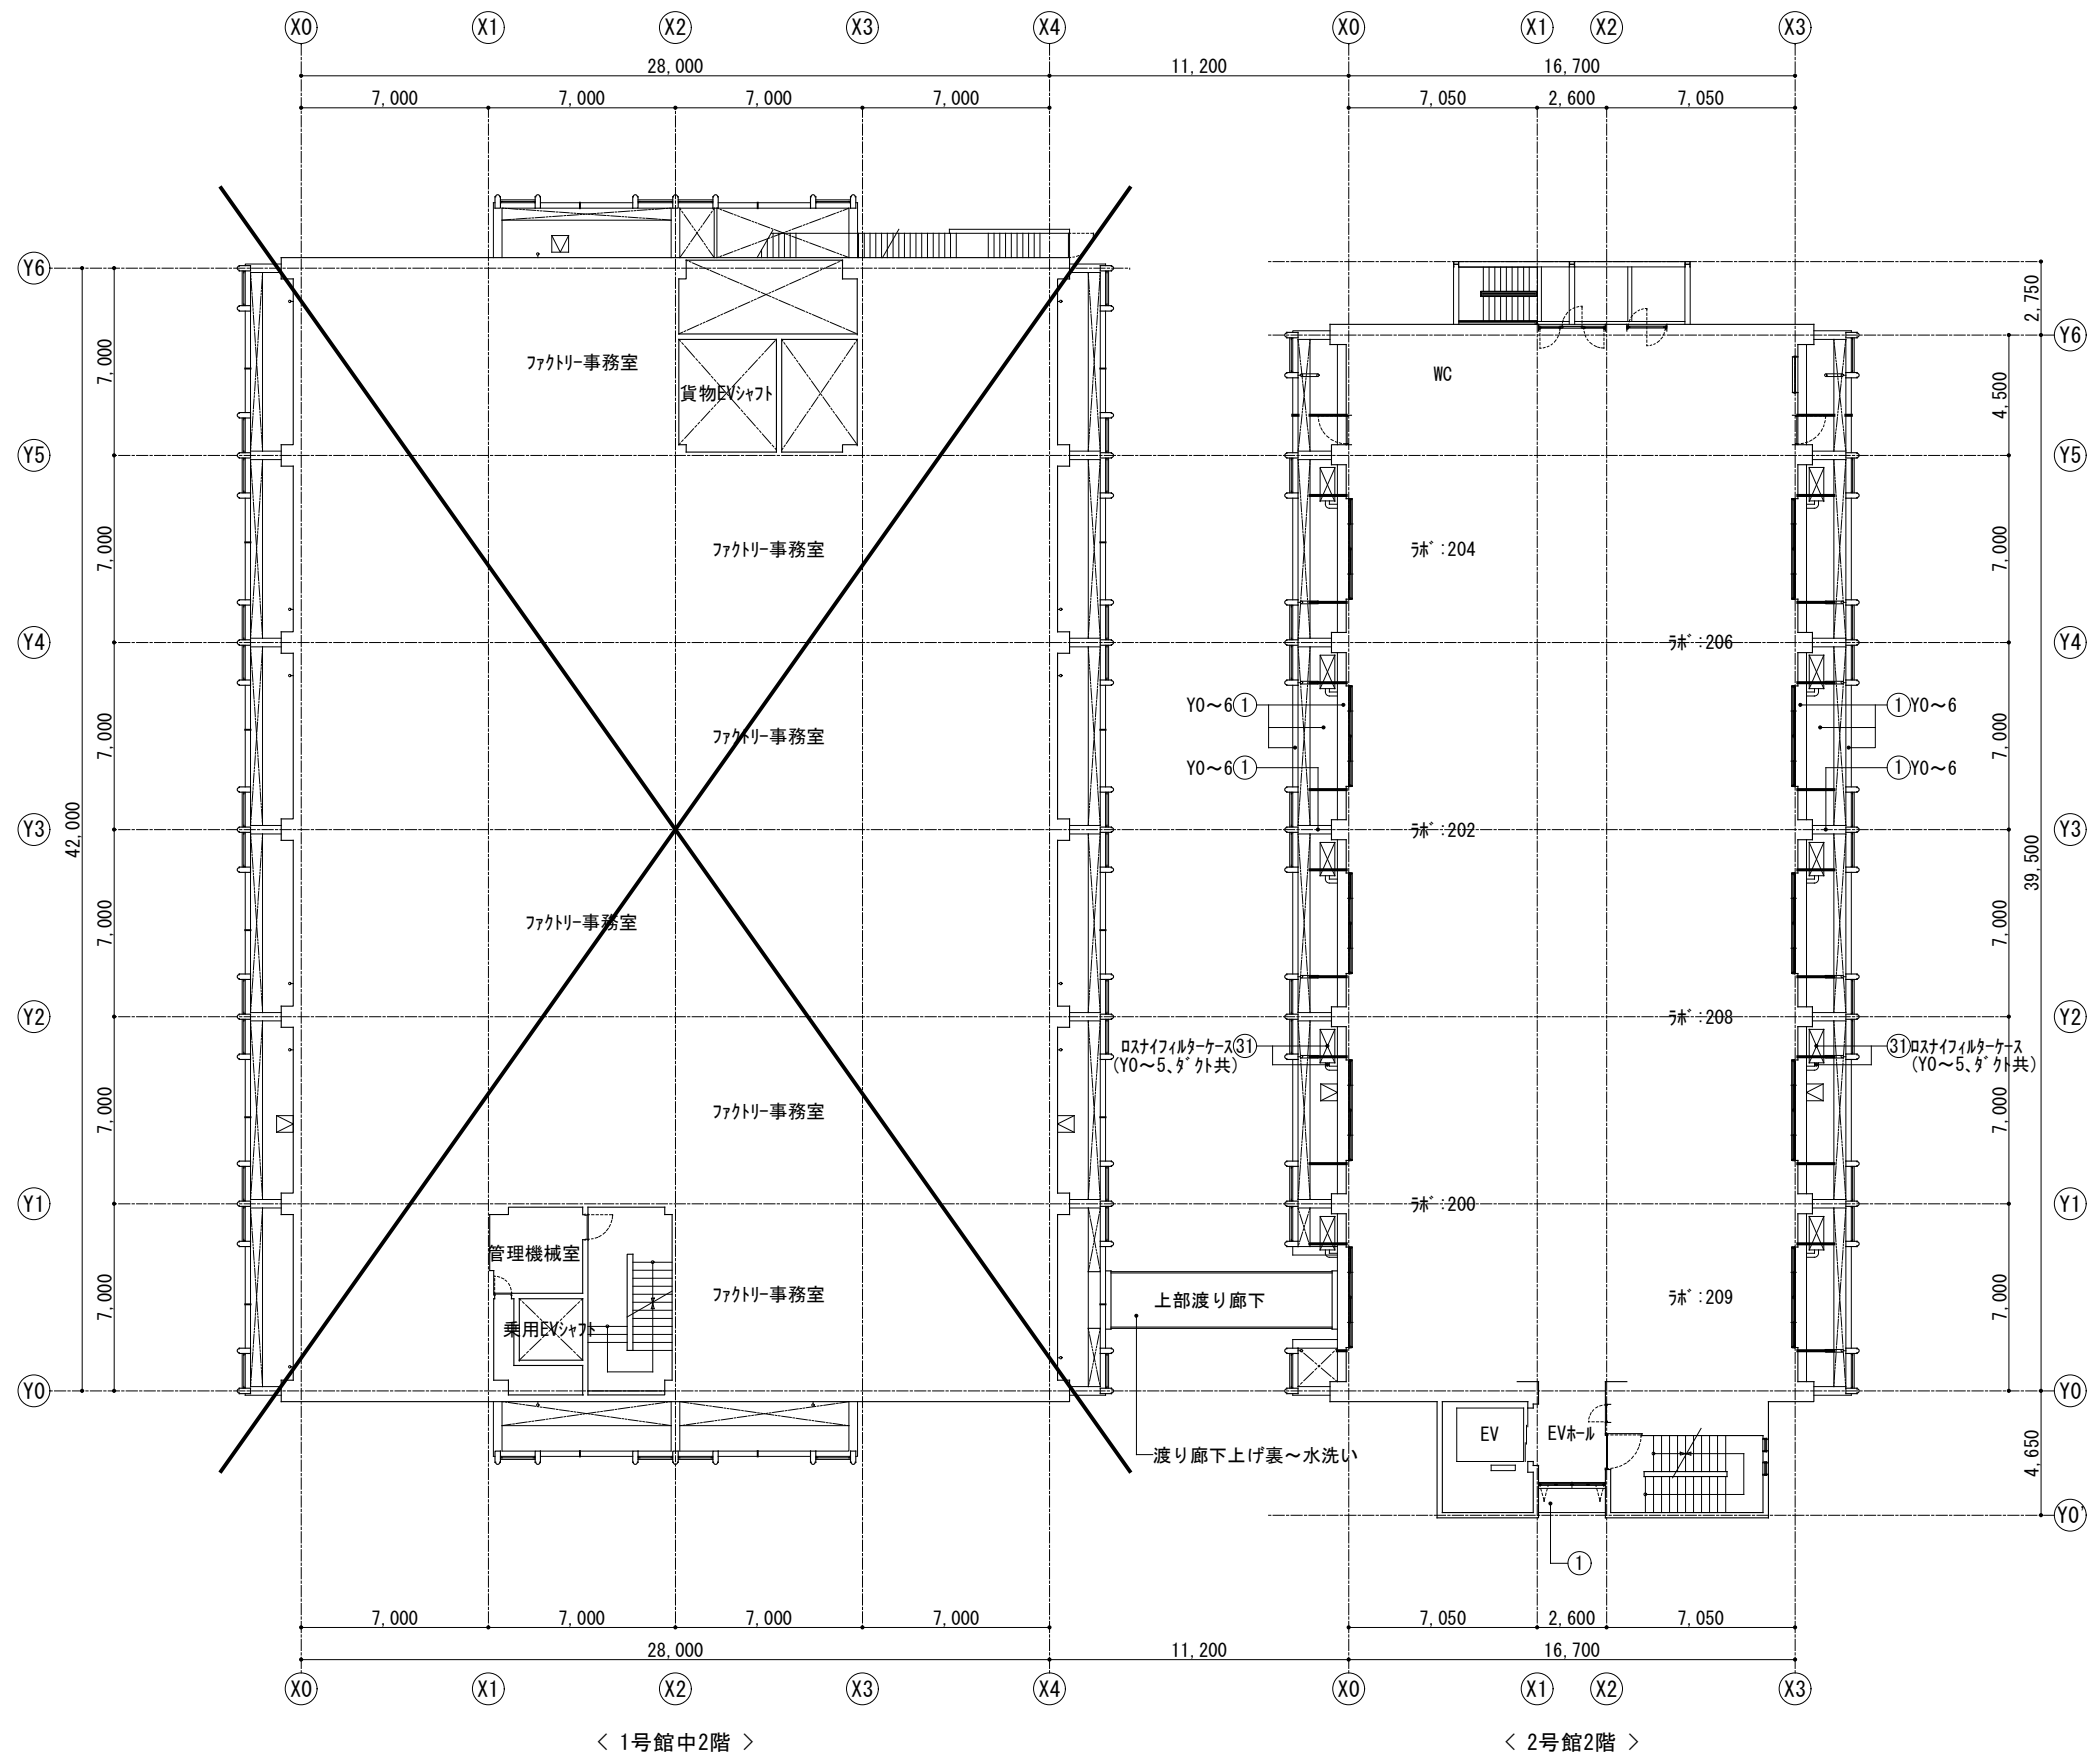 X0 X1 X2 X3 X4 X0 X1 X2 X3
28,000 11,200 16,700
7,000 7,000 7,000 7,000 7,050 2,600 7,050
Y6
Y5
Y4
Y3
Y2
Y1
Y0
7,000
7,000
7,000
7,000
7,000
7,000
42,000
ファクトリー事務室
貨物EVシャフト
ファクトリー事務室
ファクトリー事務室
ファクトリー事務室
ファクトリー事務室
管理機械室
ファクトリー事務室
乗用EVシャフト
上部渡り廊下
渡り廊下上げ裏～水洗い
WC
ラボ:204
ラボ:206
Y0～6①
①Y0～6
Y0～6①
①Y0～6
ラボ:202
ラボ:208
ロスナイフィルターケース㉛
(Y0～5、ダクト共)
㉛ロスナイフィルターケース
(Y0～5、ダクト共)
ラボ:200
ラボ:209
EV
EVホール
①
2,750
4,500
7,000
7,000
7,000
7,000
7,000
39,500
4,650
Y6
Y5
Y4
Y3
Y2
Y1
Y0
Y0'
7,000 7,000 7,000 7,000 7,050 2,600 7,050
28,000 11,200 16,700
X0 X1 X2 X3 X4 X0 X1 X2 X3
< 1号館中2階 >
< 2号館2階 >